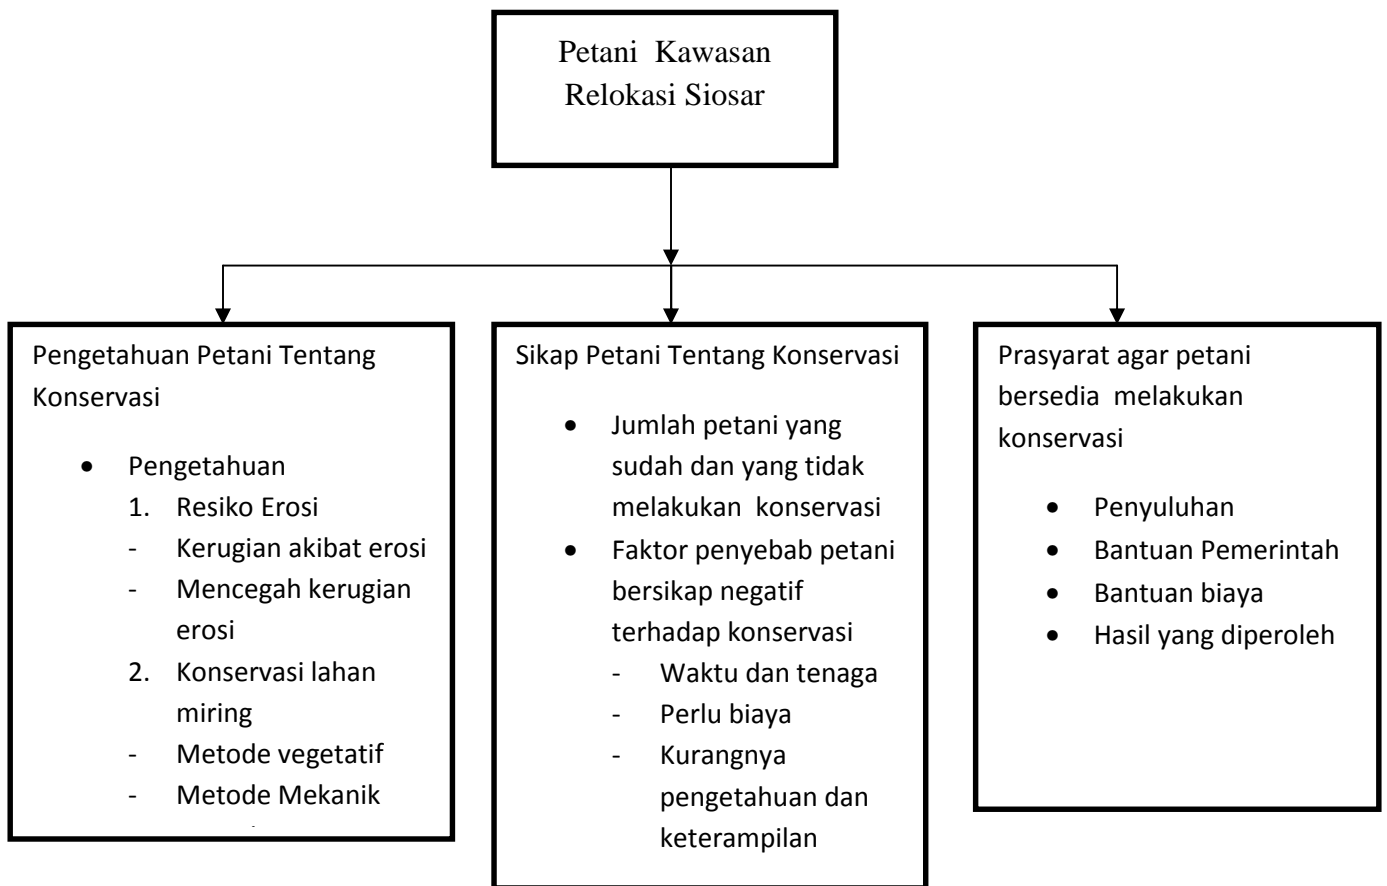 Petani  Kawasan
Relokasi Siosar
Pengetahuan Petani Tentang
Konservasi
• Pengetahuan
1. Resiko Erosi
- Kerugian akibat erosi
- Mencegah kerugian
erosi
2. Konservasi lahan
miring
- Metode vegetatif
- Metode Mekanik
Sikap Petani Tentang Konservasi
• Jumlah petani yang
sudah dan yang tidak
melakukan  konservasi
• Faktor penyebab petani
bersikap negatif
terhadap konservasi
- Waktu dan tenaga
- Perlu biaya
- Kurangnya
pengetahuan dan
keterampilan
Prasyarat agar petani
bersedia  melakukan
konservasi
• Penyuluhan
• Bantuan Pemerintah
• Bantuan biaya
• Hasil yang diperoleh